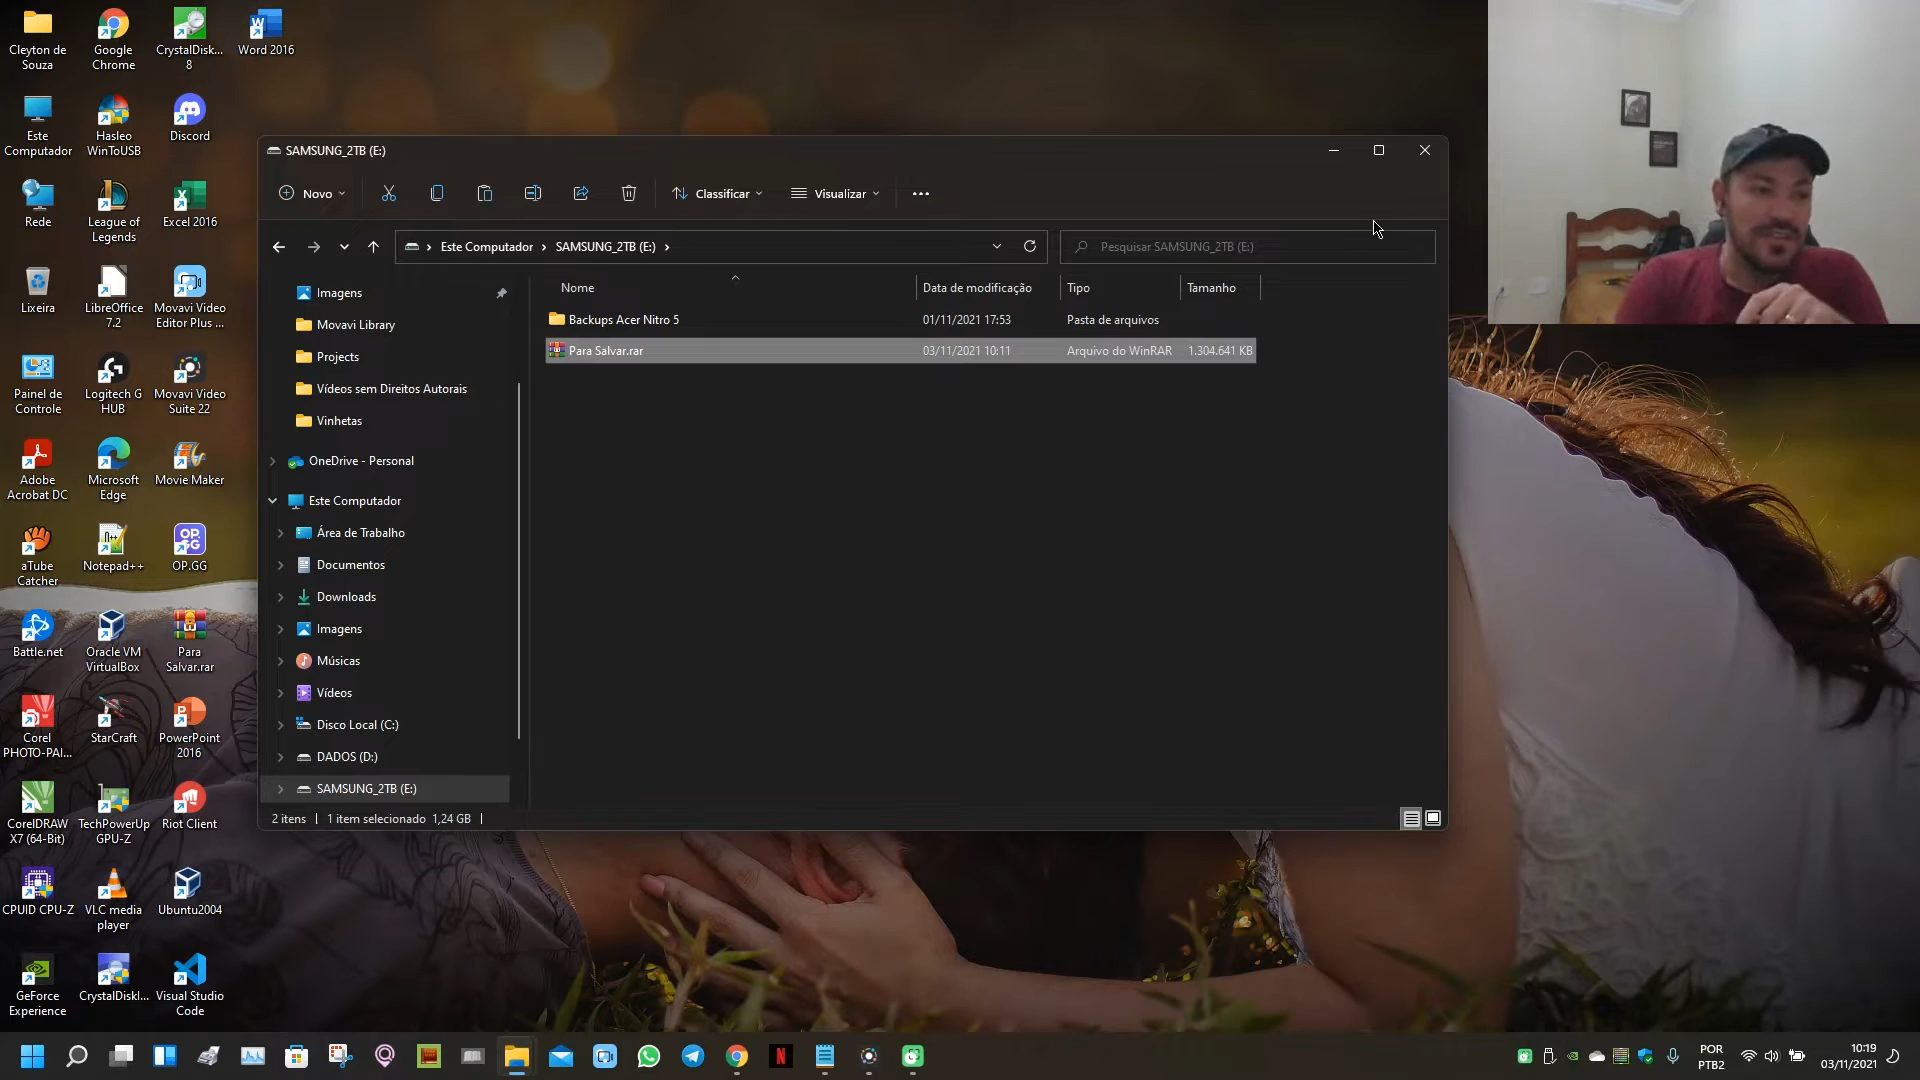 Cleyton de
Souza
Google
Chrome
CrystalDisk...
8
Word 2016
Este
Computador
Hasleo
WinToUSB
Discord
Rede
League of
Legends
Excel 2016
Lixeira
LibreOffice
7.2
Movavi Video
Editor Plus ...
Painel de
Controle
Logitech G
HUB
Movavi Video
Suite 22
Adobe
Acrobat DC
Microsoft
Edge
Movie Maker
aTube
Catcher
Notepad++
OP.GG
Battle.net
Oracle VM
VirtualBox
Para
Salvar.rar
Corel
PHOTO-PAI...
StarCraft
PowerPoint
2016
CorelDRAW
X7 (64-Bit)
TechPowerUp
GPU-Z
Riot Client
CPUID CPU-Z
VLC media
player
Ubuntu2004
GeForce
Experience
CrystalDiskI...
Visual Studio
Code
SAMSUNG_2TB (E:)
Novo
Classificar
Visualizar
Este Computador
SAMSUNG_2TB (E:)
Pesquisar SAMSUNG_2TB (E:)
Nome
Data de modificação
Tipo
Tamanho
Backups Acer Nitro 5
01/11/2021 17:53
Pasta de arquivos
Para Salvar.rar
03/11/2021 10:11
Arquivo do WinRAR
1.304.641 KB
Imagens
Movavi Library
Projects
Vídeos sem Direitos Autorais
Vinhetas
OneDrive - Personal
Este Computador
Área de Trabalho
Documentos
Downloads
Imagens
Músicas
Vídeos
Disco Local (C:)
DADOS (D:)
SAMSUNG_2TB (E:)
2 itens
1 item selecionado 1,24 GB
POR
PTB2
10:19
03/11/2021